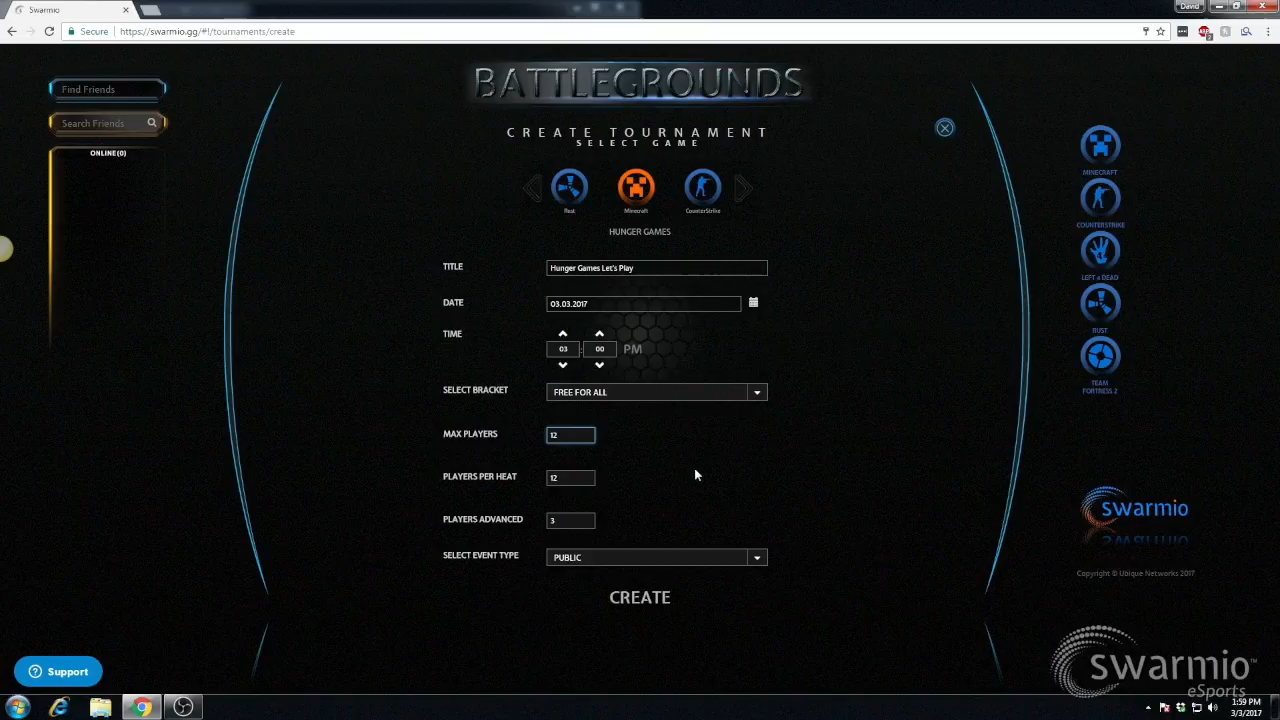 Swarmio
David
Secure
https://swarmio.gg/#!/tournaments/create
2
BATTLEGROUNDS
Find Friends
Search Friends
ONLINE(0)
CREATE TOURNAMENT
SELECT GAME
Rust
Minecraft
CounterStrike
HUNGER GAMES
TITLE
Hunger Games Let's Play
DATE
03.03.2017
TIME
03 : 00 PM
SELECT BRACKET
FREE FOR ALL
MAX PLAYERS
12
PLAYERS PER HEAT
12
PLAYERS ADVANCED
3
SELECT EVENT TYPE
PUBLIC
CREATE
MINECRAFT
COUNTERSTRIKE
LEFT 4 DEAD
RUST
TEAM
FORTRESS 2
swarmio
Copyright © Ubique Networks 2017
Support
swarmio™
eSports
1:59 PM
3/3/2017